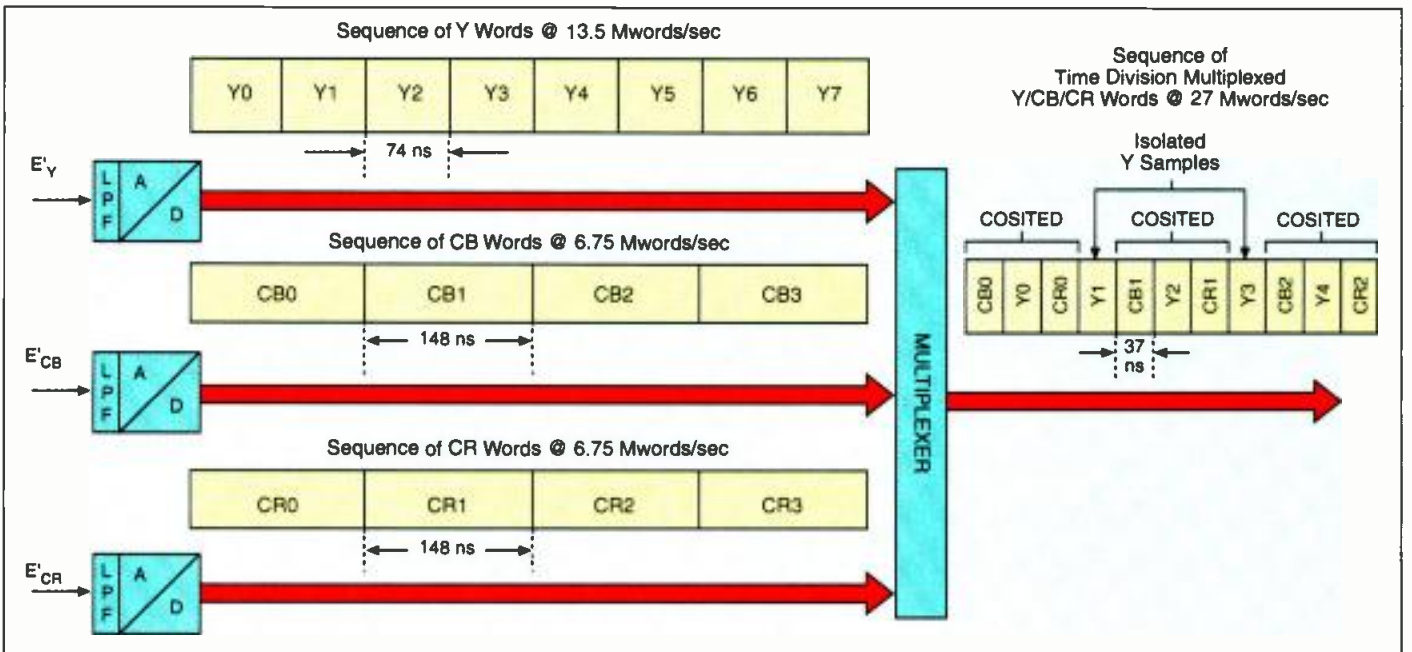 Sequence of Y Words @ 13.5 Mwords/sec
Y0 Y1 Y2 Y3 Y4 Y5 Y6 Y7
74 ns
E'Y
L
P
F
A
D
Sequence of CB Words @ 6.75 Mwords/sec
CB0 CB1 CB2 CB3
148 ns
E'CB
L
P
F
A
D
Sequence of CR Words @ 6.75 Mwords/sec
CR0 CR1 CR2 CR3
148 ns
E'CR
L
P
F
A
D
MULTIPLEXER
Sequence of
Time Division Multiplexed
Y/CB/CR Words @ 27 Mwords/sec
Isolated
Y Samples
COSITED COSITED COSITED
CB0 Y0 CR0 Y1 CB1 Y2 CR1 Y3 CB2 Y4 CR2
37
ns